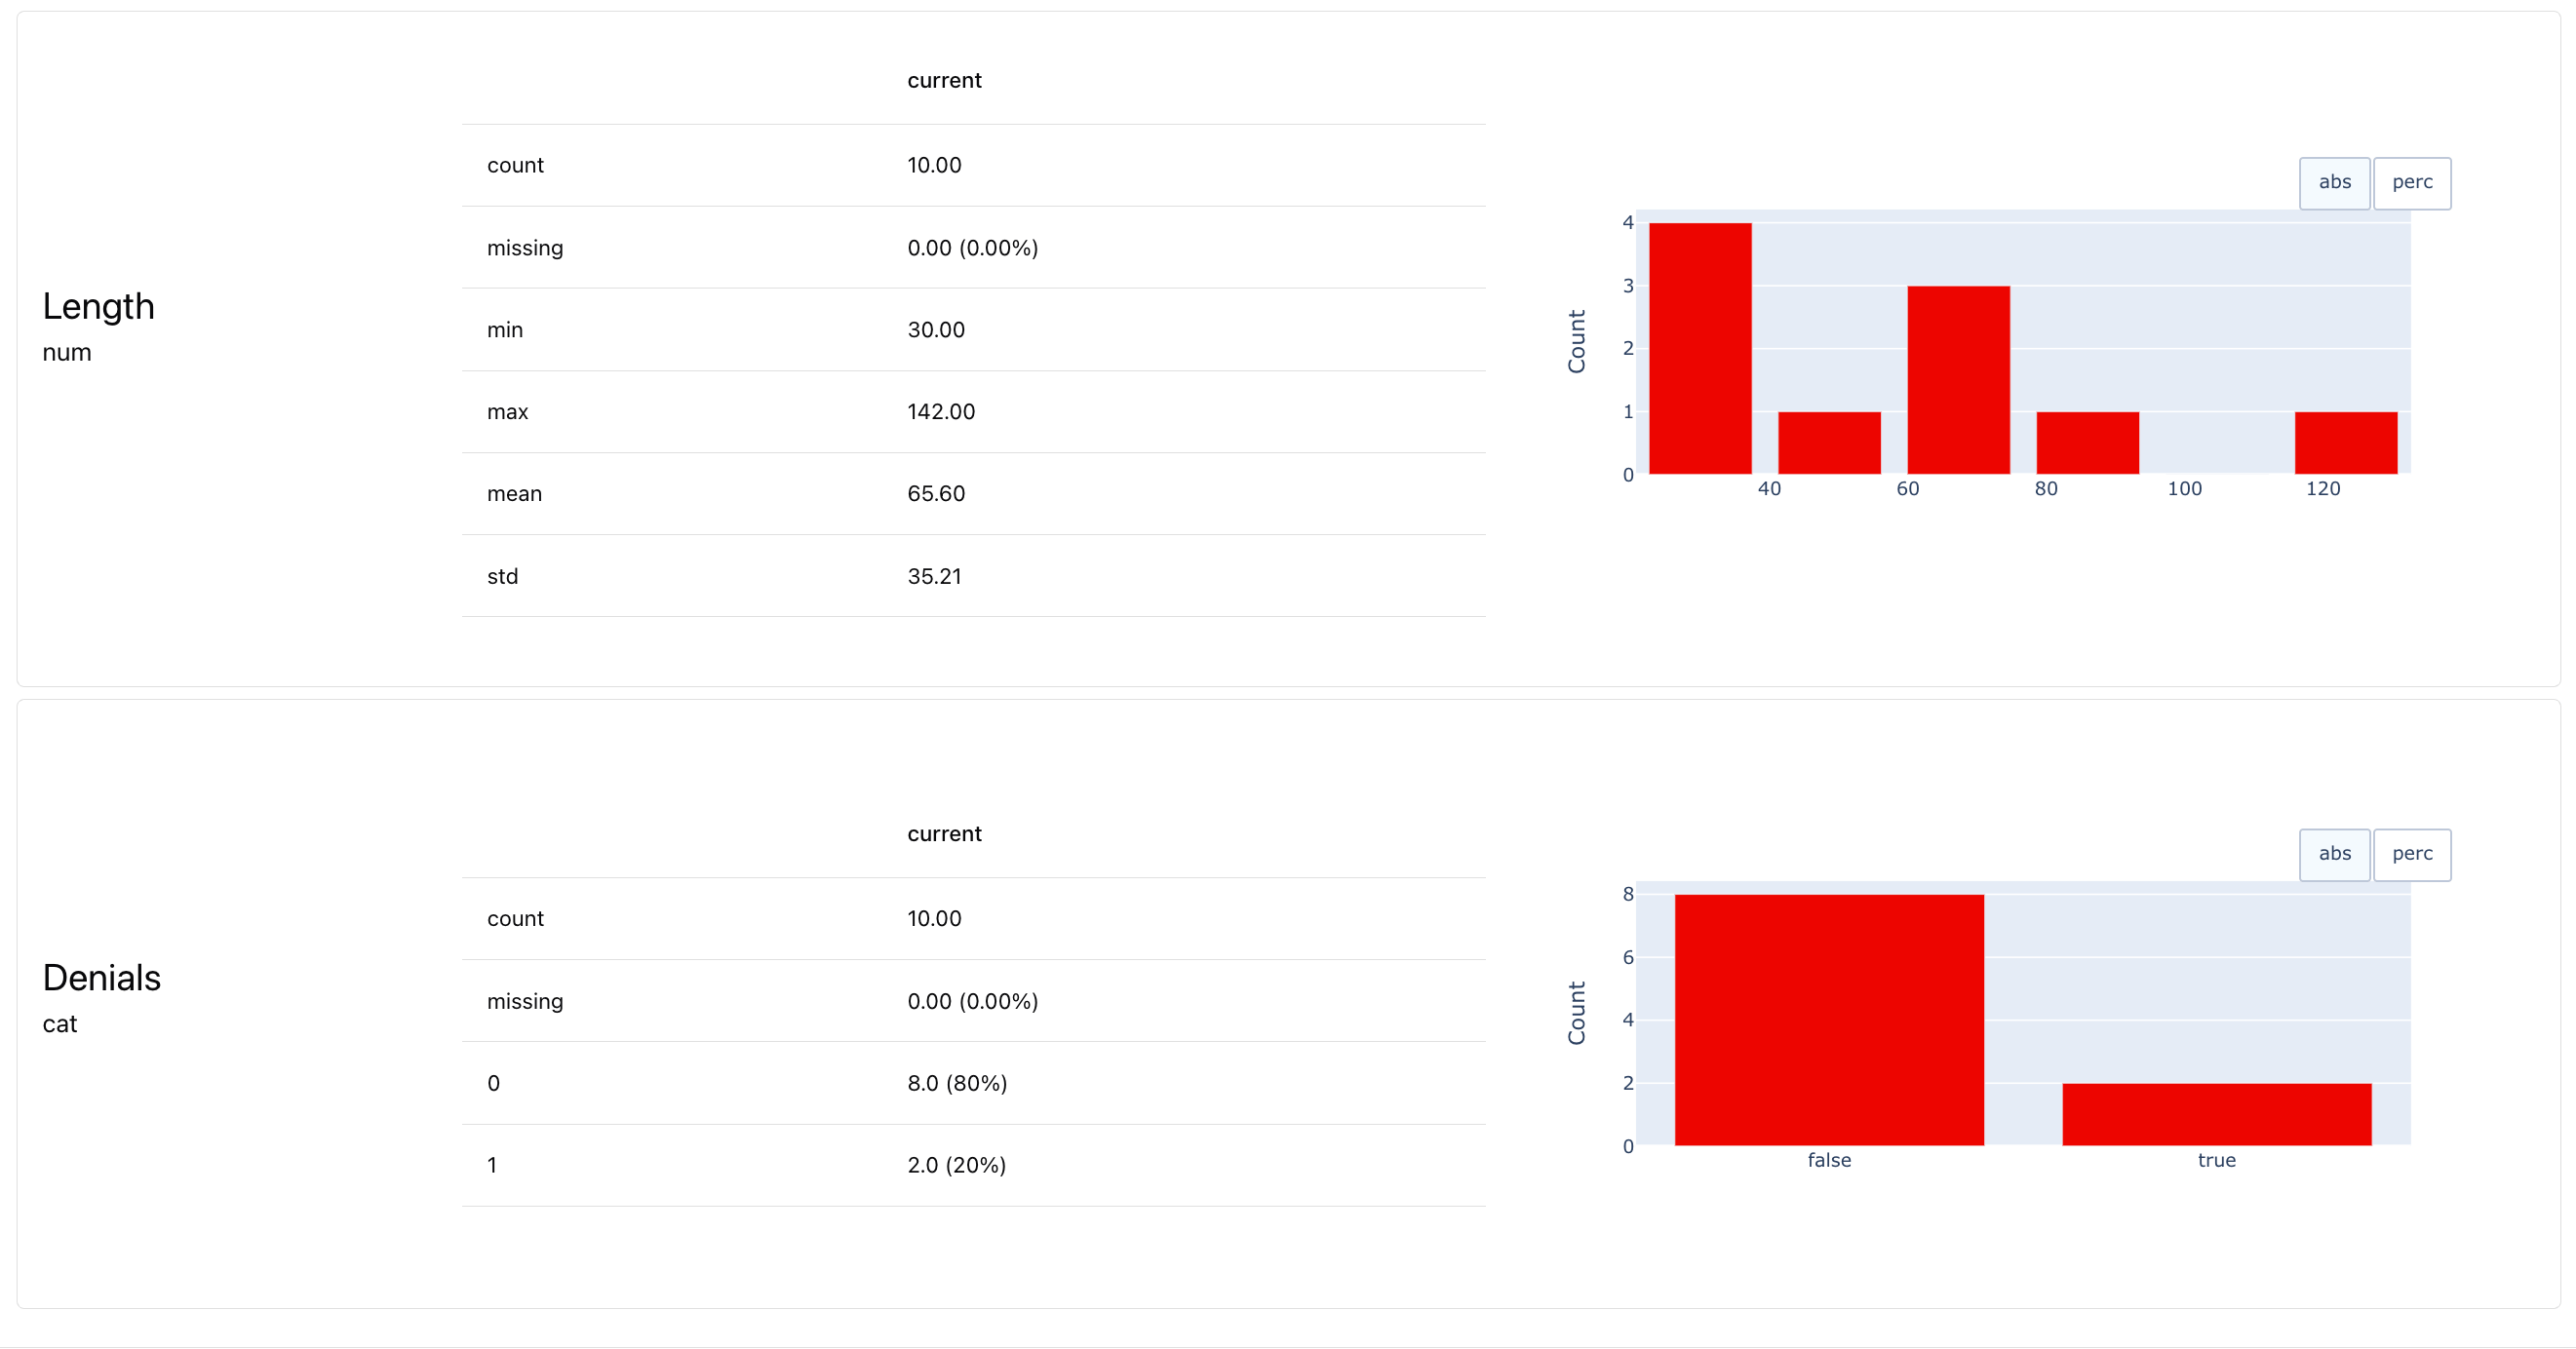 Length
num
current
count 10.00
missing 0.00 (0.00%)
min 30.00
max 142.00
mean 65.60
std 35.21
abs perc
Count
4
3
2
1
0
40 60 80 100 120
Denials
cat
current
count 10.00
missing 0.00 (0.00%)
0 8.0 (80%)
1 2.0 (20%)
abs perc
Count
8
6
4
2
0
false true